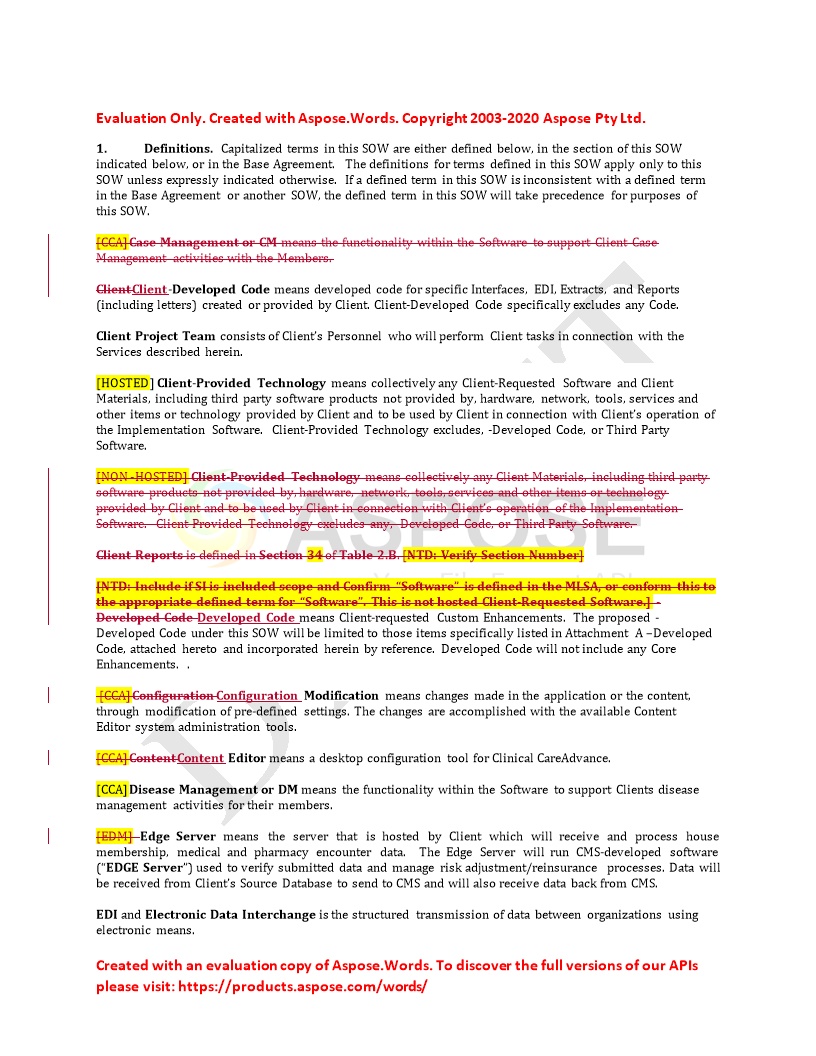 Evaluation Only. Created with Aspose.Words. Copyright 2003-2020 Aspose Pty Ltd.
1. Definitions. Capitalized terms in this SOW are either defined below, in the section of this SOW
indicated below, or in the Base Agreement. The definitions for terms defined in this SOW apply only to this
SOW unless expressly indicated otherwise. If a defined term in this SOW is inconsistent with a defined term
in the Base Agreement or another SOW, the defined term in this SOW will take precedence for purposes of
this SOW.
[CCA] Case Management or CM means the functionality within the Software to support Client Case
Management activities with the Members.
ClientClient -Developed Code means developed code for specific Interfaces, EDI, Extracts, and Reports
(including letters) created or provided by Client. Client-Developed Code specifically excludes any Code.
Client Project Team consists of Client's Personnel who will perform Client tasks in connection with the
Services described herein.
[HOSTED] Client-Provided Technology means collectively any Client-Requested Software and Client
Materials, including third party software products not provided by, hardware, network, tools, services and
other items or technology provided by Client and to be used by Client in connection with Client's operation of
the Implementation Software. Client-Provided Technology excludes, -Developed Code, or Third Party
Software.
[NON-HOSTED] Client-Provided Technology means collectively any Client Materials, including third party
software products not provided by, hardware, network, tools, services and other items or technology
provided by Client and to be used by Client in connection with Client's operation of the Implementation
Software. Client Provided Technology excludes any, Developed Code, or Third Party Software.
Client Reports is defined in Section 34 of Table 2.B. [NTD: Verify Section Number]
[NTD: Include if SI is included scope and Confirm "Software" is defined in the MLSA, or conform this to
the appropriate defined term for "Software". This is not hosted Client-Requested Software.] -
Developed Code Developed Code means Client-requested Custom Enhancements. The proposed -
Developed Code under this SOW will be limited to those items specifically listed in Attachment A –Developed
Code, attached hereto and incorporated herein by reference. Developed Code will not include any Core
Enhancements. .
[CCA] Configuration Configuration Modification means changes made in the application or the content,
through modification of pre-defined settings. The changes are accomplished with the available Content
Editor system administration tools.
[CCA] ContentContent Editor means a desktop configuration tool for Clinical CareAdvance.
[CCA] Disease Management or DM means the functionality within the Software to support Clients disease
management activities for their members.
[EDM] Edge Server means the server that is hosted by Client which will receive and process house
membership, medical and pharmacy encounter data. The Edge Server will run CMS-developed software
("EDGE Server") used to verify submitted data and manage risk adjustment/reinsurance processes. Data will
be received from Client's Source Database to send to CMS and will also receive data back from CMS.
EDI and Electronic Data Interchange is the structured transmission of data between organizations using
electronic means.
Created with an evaluation copy of Aspose.Words. To discover the full versions of our APIs
please visit: https://products.aspose.com/words/
ASPOSE